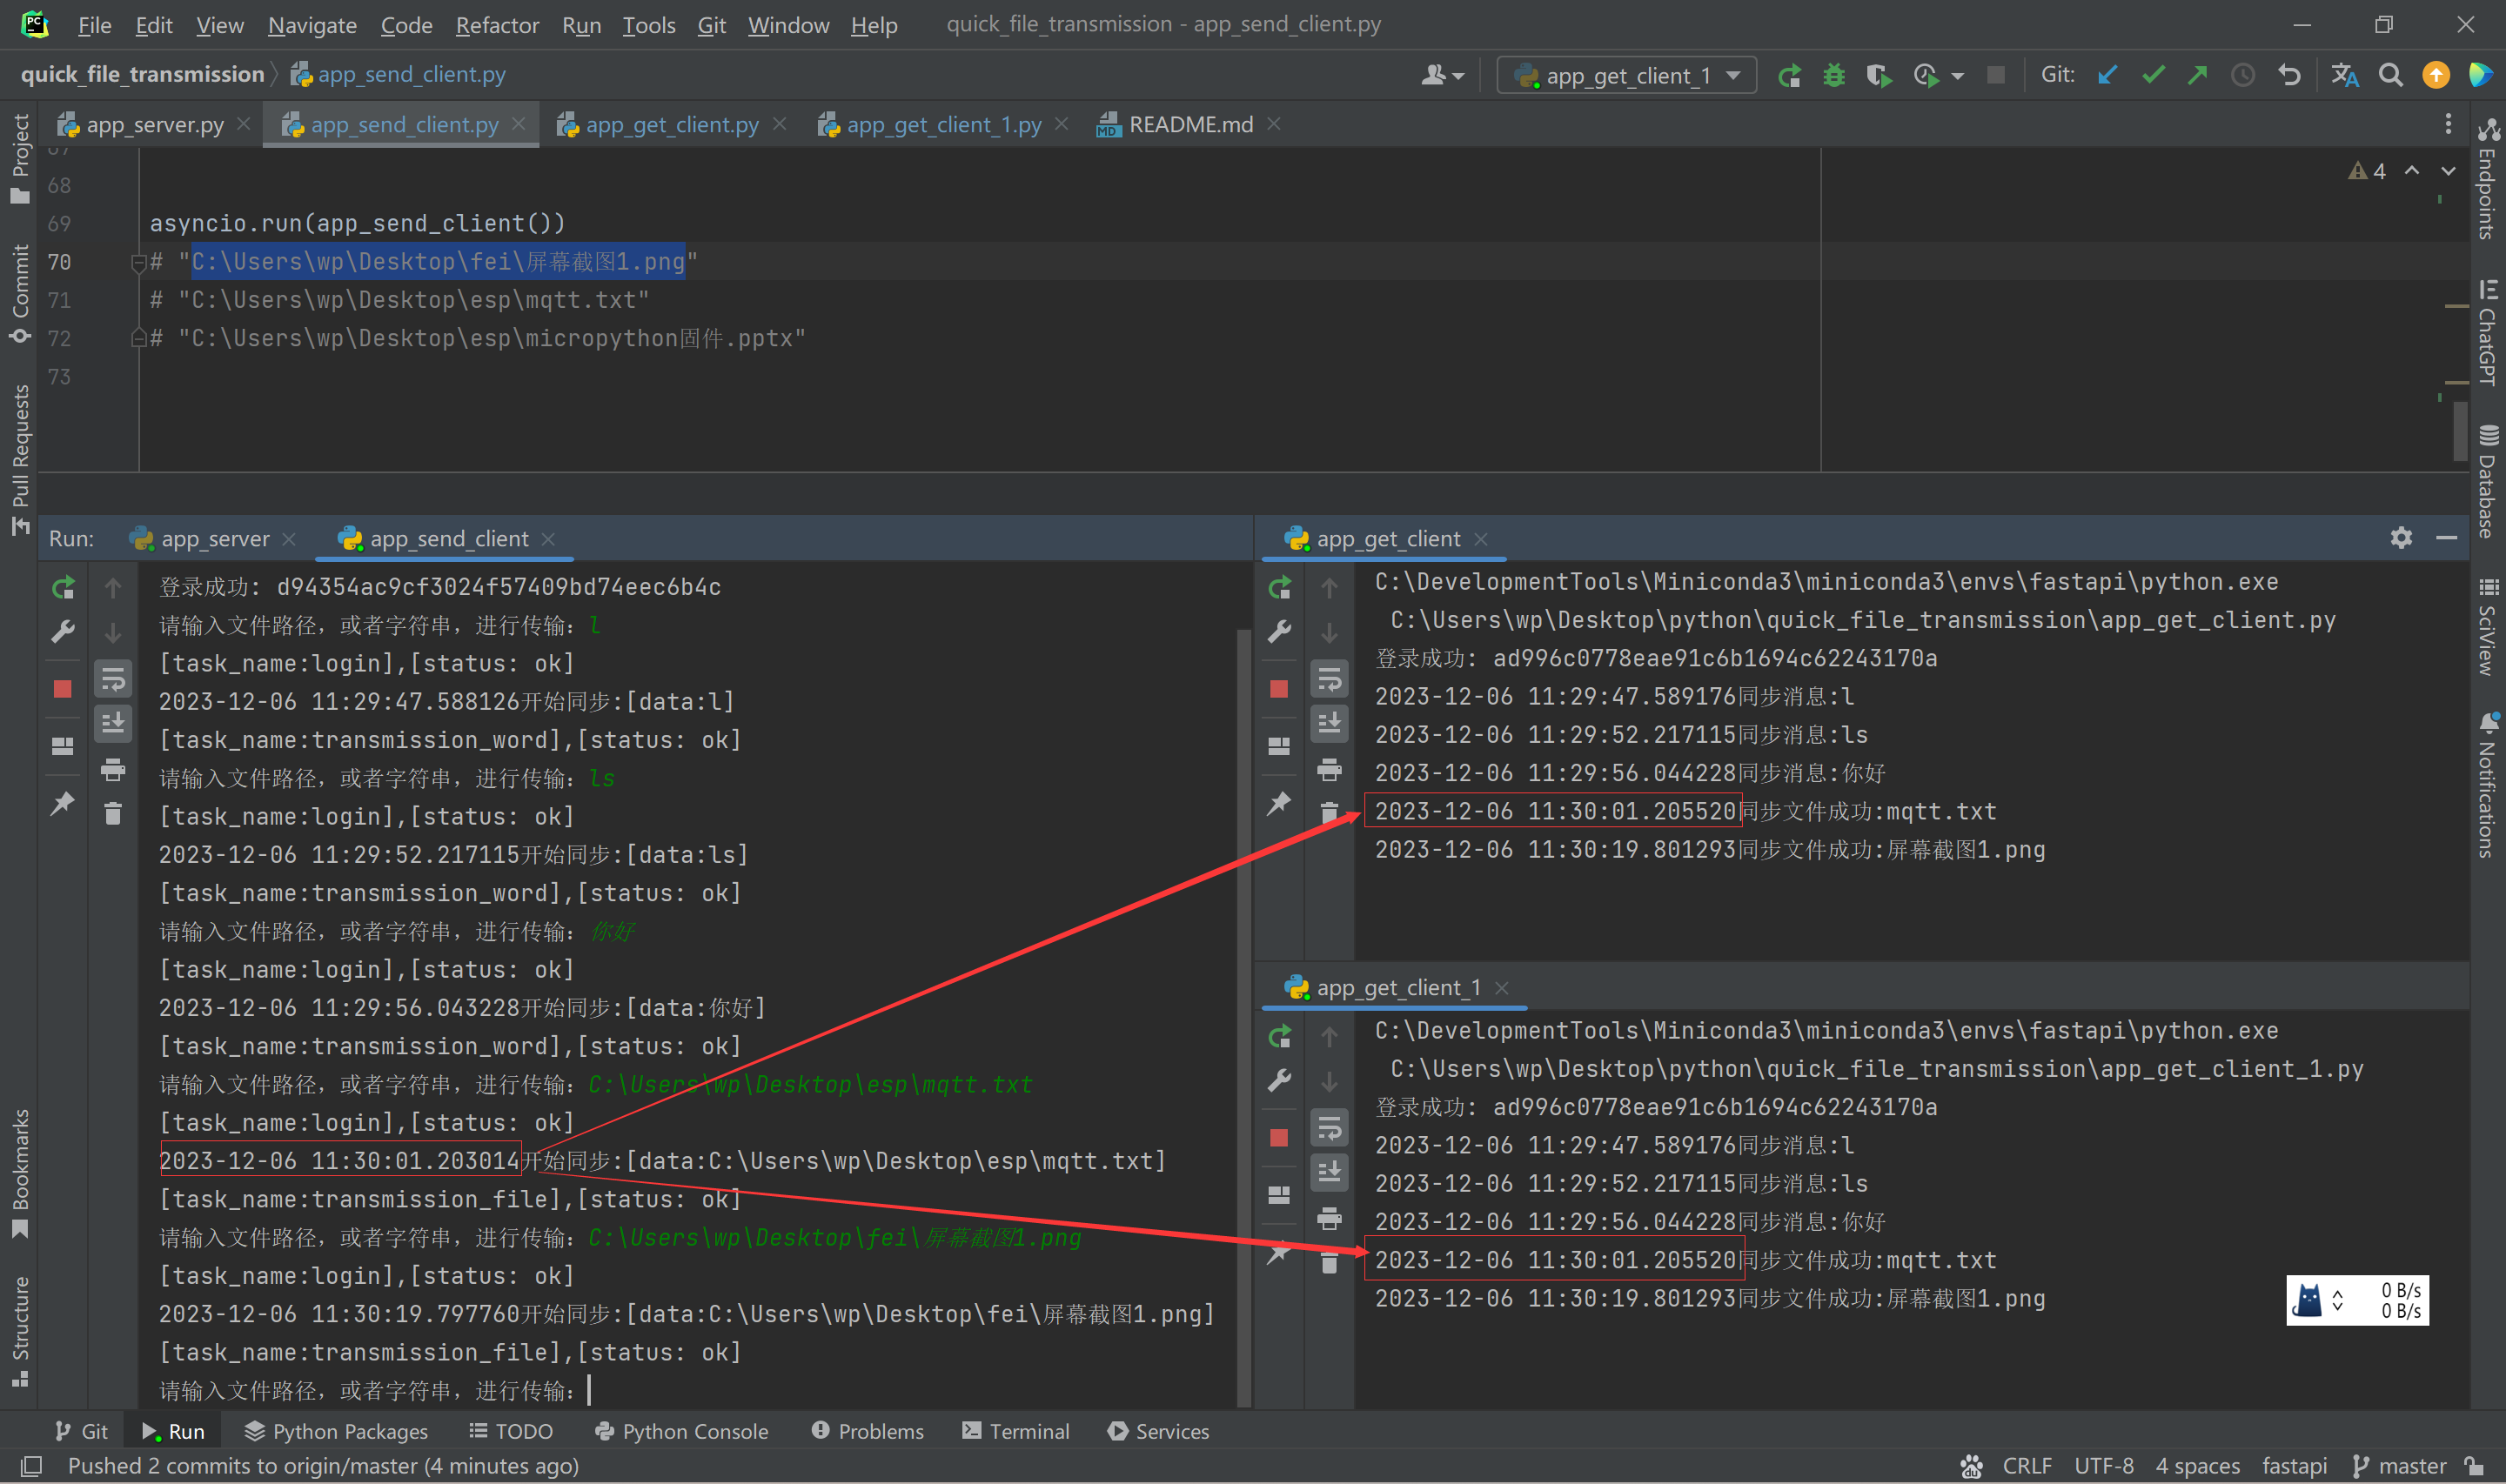 File Edit View Navigate Code Refactor Run Tools Git Window Help quick_file_transmission - app_send_client.py
quick_file_transmission app_send_client.py app_get_client_1 Git:
app_server.py app_send_client.py app_get_client.py app_get_client_1.py README.md
Project
Commit
Pull Requests
Bookmarks
Structure
68
69 asyncio.run(app_send_client())
70 # "C:\Users\wp\Desktop\fei\屏幕截图1.png"
71 # "C:\Users\wp\Desktop\esp\mqtt.txt"
72 # "C:\Users\wp\Desktop\esp\micropython固件.pptx"
73
4
Endpoints
ChatGPT
Database
SciView
Notifications
Run: app_server app_send_client
登录成功: d94354ac9cf3024f57409bd74eec6b4c
请输入文件路径，或者字符串，进行传输：l
[task_name:login],[status: ok]
2023-12-06 11:29:47.588126开始同步:[data:l]
[task_name:transmission_word],[status: ok]
请输入文件路径，或者字符串，进行传输：ls
[task_name:login],[status: ok]
2023-12-06 11:29:52.217115开始同步:[data:ls]
[task_name:transmission_word],[status: ok]
请输入文件路径，或者字符串，进行传输：你好
[task_name:login],[status: ok]
2023-12-06 11:29:56.043228开始同步:[data:你好]
[task_name:transmission_word],[status: ok]
请输入文件路径，或者字符串，进行传输：C:\Users\wp\Desktop\esp\mqtt.txt
[task_name:login],[status: ok]
2023-12-06 11:30:01.203014开始同步:[data:C:\Users\wp\Desktop\esp\mqtt.txt]
[task_name:transmission_file],[status: ok]
请输入文件路径，或者字符串，进行传输：C:\Users\wp\Desktop\fei\屏幕截图1.png
[task_name:login],[status: ok]
2023-12-06 11:30:19.797760开始同步:[data:C:\Users\wp\Desktop\fei\屏幕截图1.png]
[task_name:transmission_file],[status: ok]
请输入文件路径，或者字符串，进行传输：
app_get_client
C:\DevelopmentTools\Miniconda3\miniconda3\envs\fastapi\python.exe
C:\Users\wp\Desktop\python\quick_file_transmission\app_get_client.py
登录成功: ad996c0778eae91c6b1694c62243170a
2023-12-06 11:29:47.589176同步消息:l
2023-12-06 11:29:52.217115同步消息:ls
2023-12-06 11:29:56.044228同步消息:你好
2023-12-06 11:30:01.205520同步文件成功:mqtt.txt
2023-12-06 11:30:19.801293同步文件成功:屏幕截图1.png
app_get_client_1
C:\DevelopmentTools\Miniconda3\miniconda3\envs\fastapi\python.exe
C:\Users\wp\Desktop\python\quick_file_transmission\app_get_client_1.py
登录成功: ad996c0778eae91c6b1694c62243170a
2023-12-06 11:29:47.589176同步消息:l
2023-12-06 11:29:52.217115同步消息:ls
2023-12-06 11:29:56.044228同步消息:你好
2023-12-06 11:30:01.205520同步文件成功:mqtt.txt
2023-12-06 11:30:19.801293同步文件成功:屏幕截图1.png
0 B/s
0 B/s
Git Run Python Packages TODO Python Console Problems Terminal Services
Pushed 2 commits to origin/master (4 minutes ago) CRLF UTF-8 4 spaces fastapi master